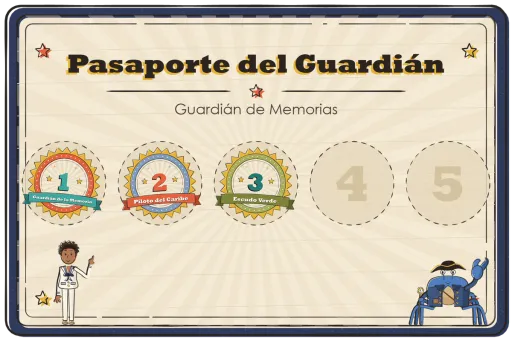 Pasaporte del Guardián
Guardián de Memorias
1
Guardián de la Memoria
2
Piloto del Caribe
3
Escudo Verde
4
5